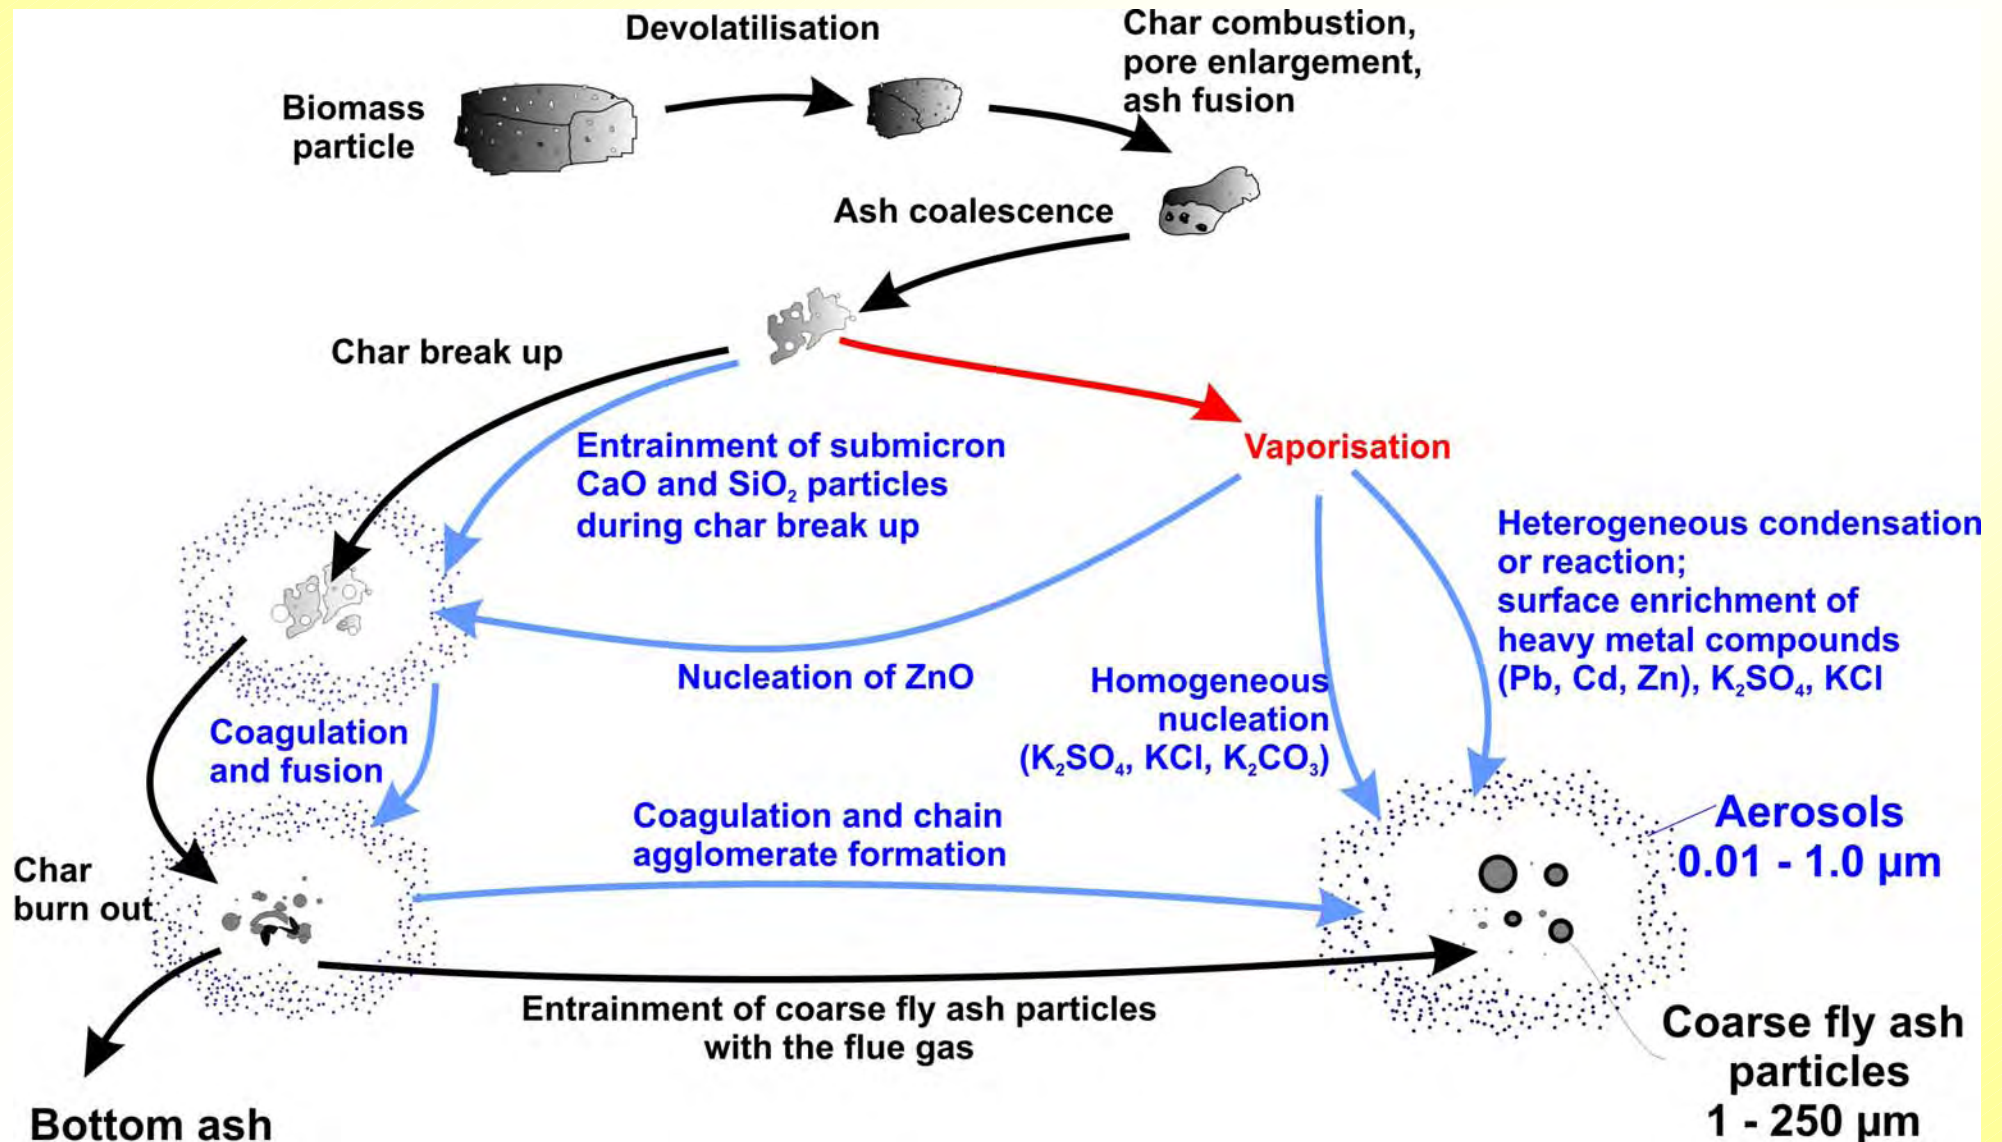 Devolatilisation
Char combustion,
pore enlargement,
ash fusion
Biomass
particle
Ash coalescence
Char break up
Entrainment of submicron
CaO and SiO₂ particles
during char break up
Vaporisation
Heterogeneous condensation
or reaction;
surface enrichment of
heavy metal compounds
(Pb, Cd, Zn), K₂SO₄, KCl
Nucleation of ZnO
Homogeneous
nucleation
(K₂SO₄, KCl, K₂CO₃)
Coagulation
and fusion
Coagulation and chain
agglomerate formation
Aerosols
0.01 - 1.0 µm
Char
burn out
Entrainment of coarse fly ash particles
with the flue gas
Coarse fly ash
particles
1 - 250 µm
Bottom ash